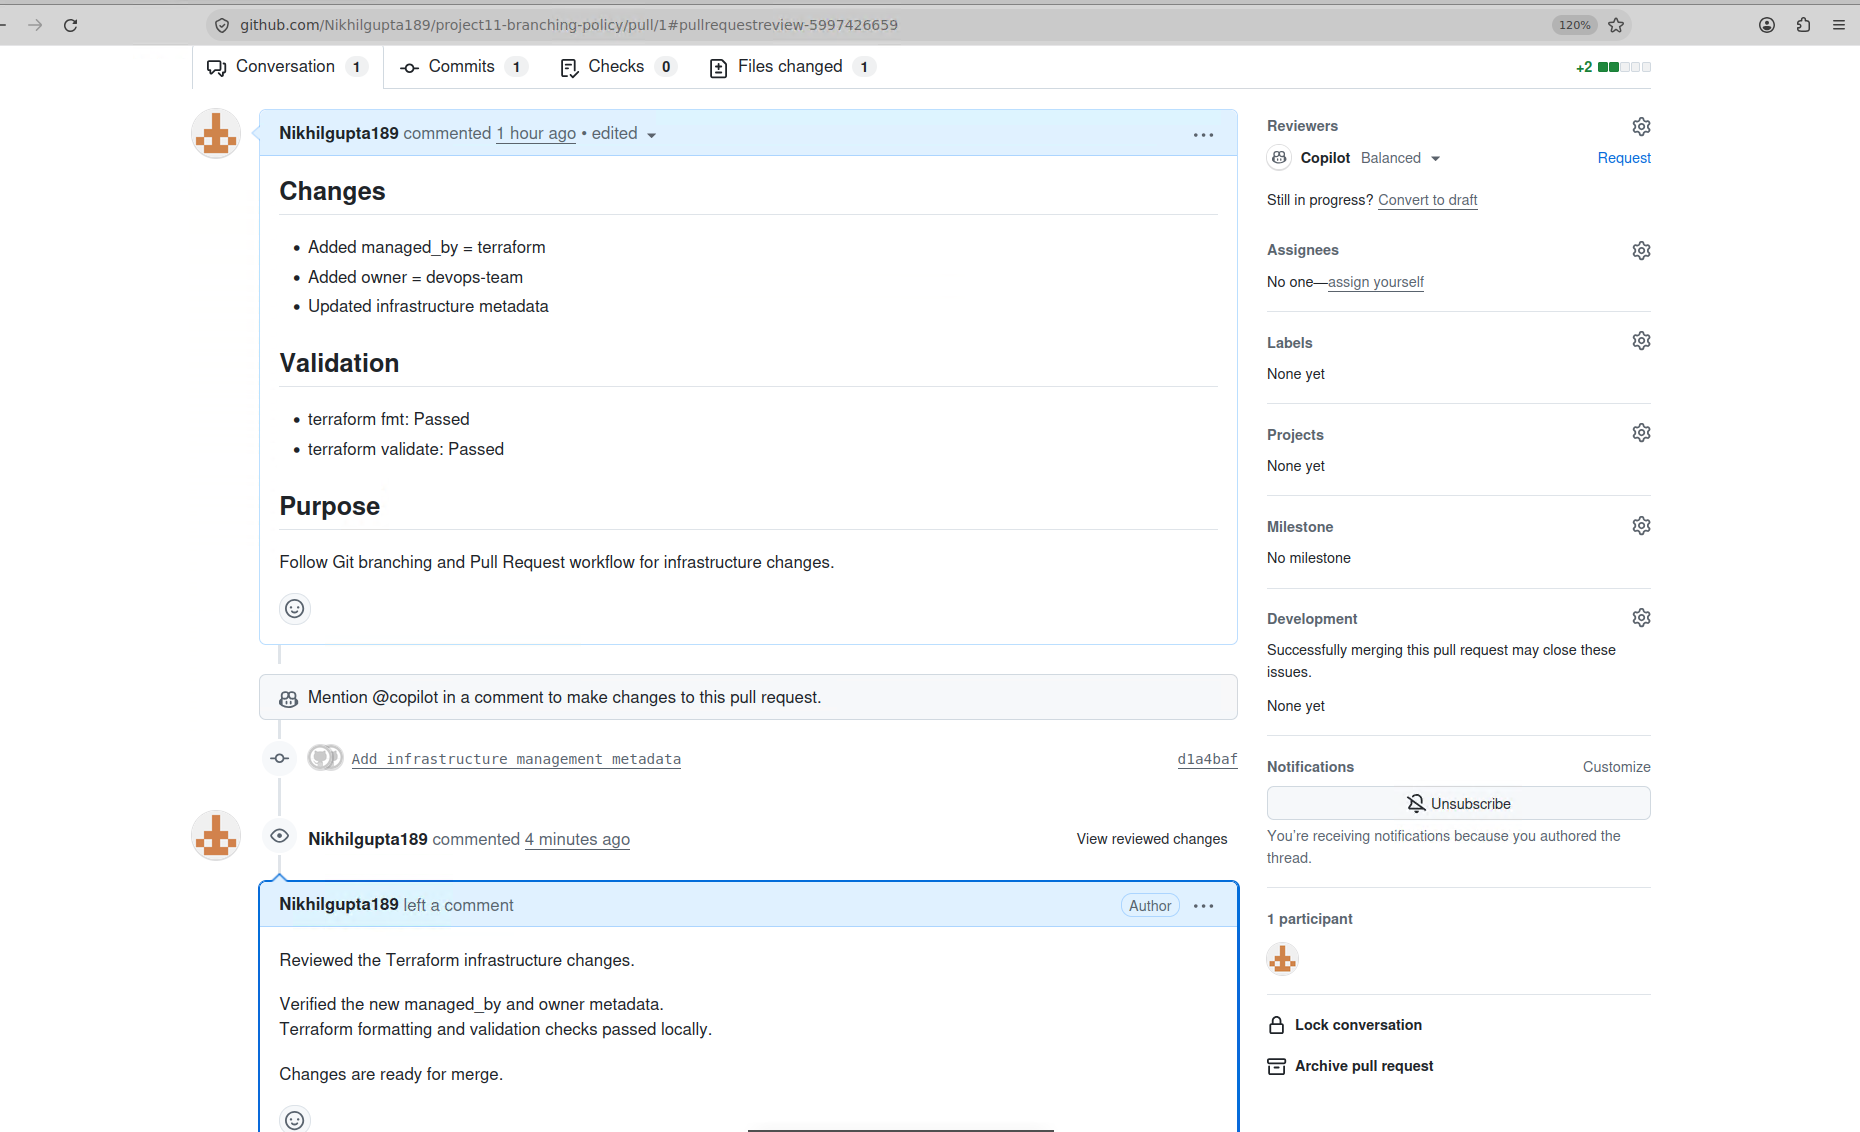 github.com/Nikhilgupta189/project11-branching-policy/pull/1#pullrequestreview-5997426659
120%
Conversation 1
Commits 1
Checks 0
Files changed 1
+2
Nikhilgupta189 commented 1 hour ago • edited
Changes
• Added managed_by = terraform
• Added owner = devops-team
• Updated infrastructure metadata
Validation
• terraform fmt: Passed
• terraform validate: Passed
Purpose
Follow Git branching and Pull Request workflow for infrastructure changes.
Mention @copilot in a comment to make changes to this pull request.
Add infrastructure management metadata d1a4baf
Nikhilgupta189 commented 4 minutes ago
View reviewed changes
Nikhilgupta189 left a comment
Author
Reviewed the Terraform infrastructure changes.
Verified the new managed_by and owner metadata.
Terraform formatting and validation checks passed locally.
Changes are ready for merge.
Reviewers
Copilot Balanced Request
Still in progress? Convert to draft
Assignees
No one—assign yourself
Labels
None yet
Projects
None yet
Milestone
No milestone
Development
Successfully merging this pull request may close these
issues.
None yet
Notifications Customize
Unsubscribe
You're receiving notifications because you authored the
thread.
1 participant
Lock conversation
Archive pull request